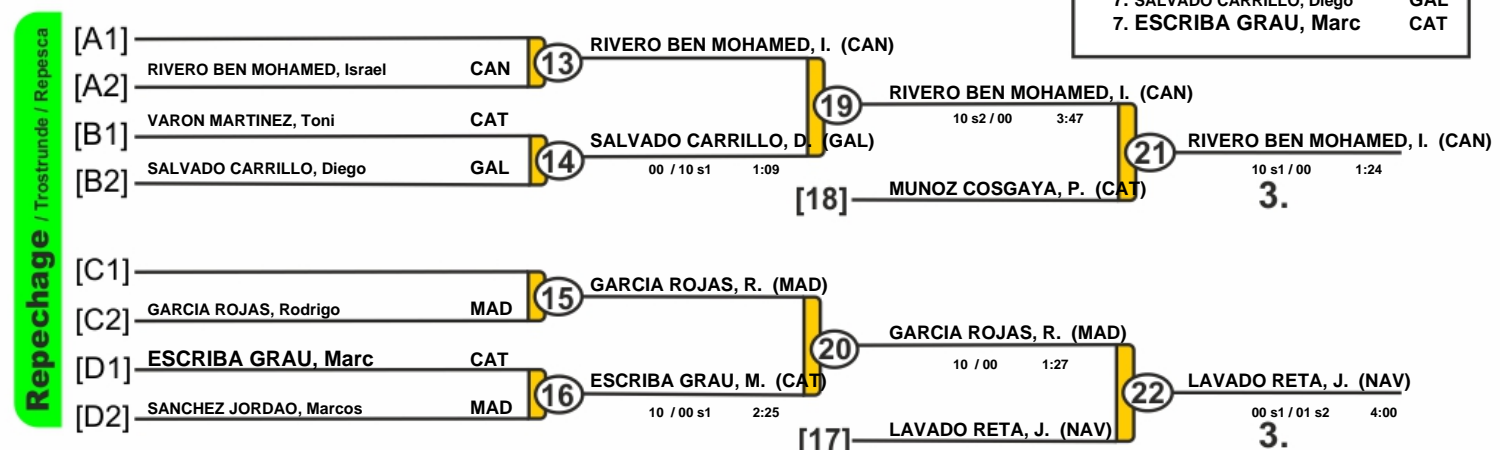 7. SALVADO CARRILLO, Diego GAL
7. ESCRIBA GRAU, Marc CAT
Repechage / Trostrunde / Repesca
[A1]
RIVERO BEN MOHAMED, Israel CAN
[A2]
13
RIVERO BEN MOHAMED, I. (CAN)
VARON MARTINEZ, Toni CAT
[B1]
SALVADO CARRILLO, Diego GAL
[B2]
14
SALVADO CARRILLO, D. (GAL)
00 / 10 s1 1:09
19
RIVERO BEN MOHAMED, I. (CAN)
10 s2 / 00 3:47
[18]
MUNOZ COSGAYA, P. (CAT)
21
RIVERO BEN MOHAMED, I. (CAN)
10 s1 / 00 1:24
3.
[C1]
GARCIA ROJAS, Rodrigo MAD
[C2]
15
GARCIA ROJAS, R. (MAD)
[D1]
ESCRIBA GRAU, Marc CAT
[D2]
SANCHEZ JORDAO, Marcos MAD
16
ESCRIBA GRAU, M. (CAT)
10 / 00 s1 2:25
20
GARCIA ROJAS, R. (MAD)
10 / 00 1:27
[17]
LAVADO RETA, J. (NAV)
22
LAVADO RETA, J. (NAV)
00 s1 / 01 s2 4:00
3.